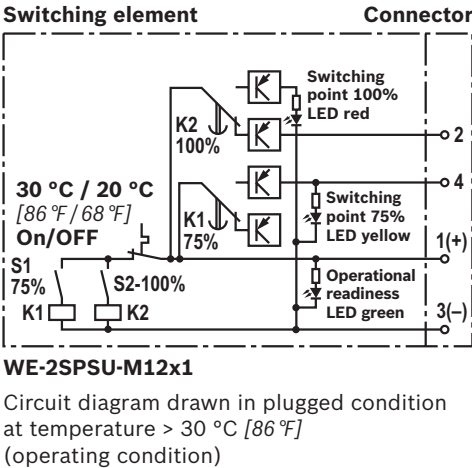 Switching element
Connector
Switching
point 100%
LED red
K2
100%
2
4
30 °C / 20 °C
[86 °F / 68 °F]
On/OFF
K1
75%
Switching
point 75%
LED yellow
1(+)
S1
75%
S2-100%
Operational
readiness
LED green
K1
K2
3(–)
WE-2SPSU-M12x1
Circuit diagram drawn in plugged condition
at temperature > 30 °C [86 °F]
(operating condition)